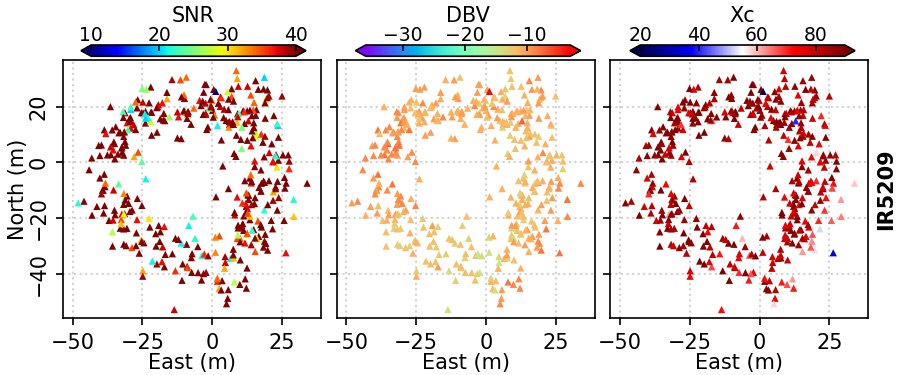 SNR DBV Xc
10 20 30 40 −30 −20 −10 20 40 60 80
20
0
−20
−40
North (m)
IR5209
−50 −25 0 25 −50 −25 0 25 −50 −25 0 25
East (m) East (m) East (m)